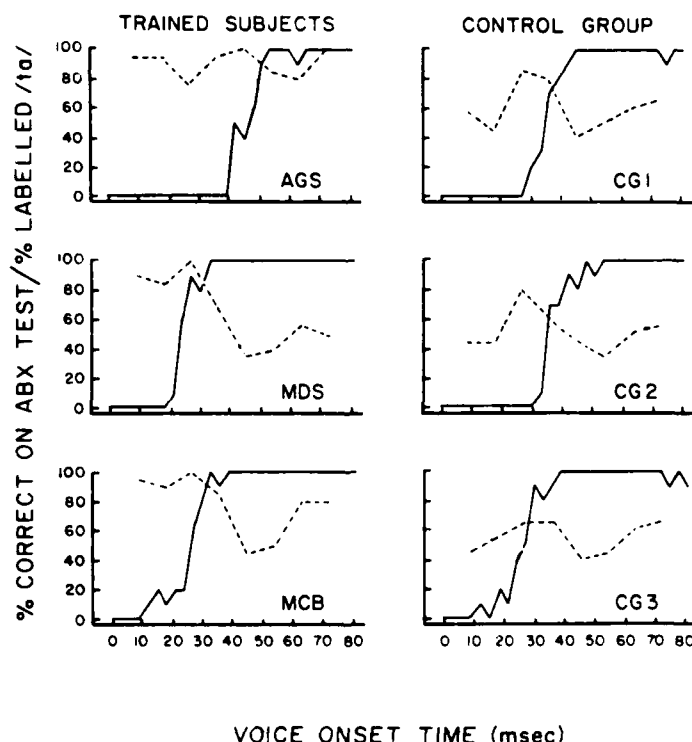 TRAINED SUBJECTS
CONTROL GROUP
% CORRECT ON ABX TEST/% LABELLED /ta/
100
80
60
40
20
0
AGS
CG1
100
80
60
40
20
0
MDS
CG2
100
80
60
40
20
0
MCB
CG3
0 10 20 30 40 50 60 70 80
0 10 20 30 40 50 60 70 80
VOICE ONSET TIME (msec)